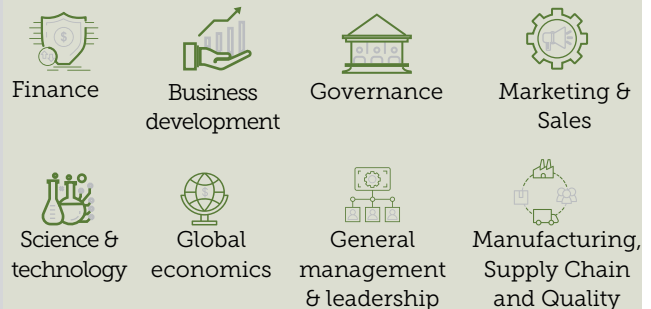 Finance
Business
development
Governance
Marketing &
Sales
Science &
technology
Global
economics
General
management
& leadership
Manufacturing,
Supply Chain
and Quality